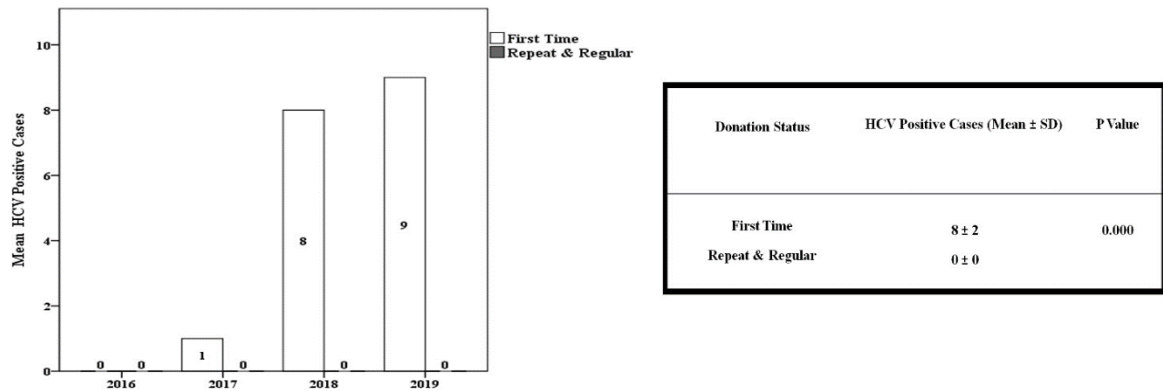 Mean HCV Positive Cases
10
8
6
4
2
0
0 0 1 0 8 0 9 0
2016 2017 2018 2019
First Time
Repeat & Regular
Donation Status HCV Positive Cases (Mean ± SD) P Value
First Time 8 ± 2 0.000
Repeat & Regular 0 ± 0